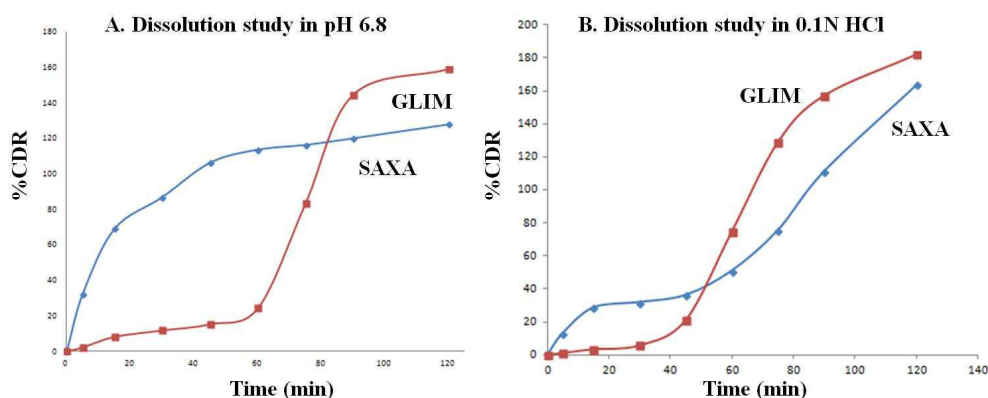 A. Dissolution study in pH 6.8
180
160
140
120
100
80
60
40
20
0
%CDR
GLIM
SAXA
0 20 40 60 80 100 120
Time (min)
B. Dissolution study in 0.1N HCl
200
180
160
140
120
100
80
60
40
20
0
%CDR
GLIM
SAXA
0 20 40 60 80 100 120 140
Time (min)